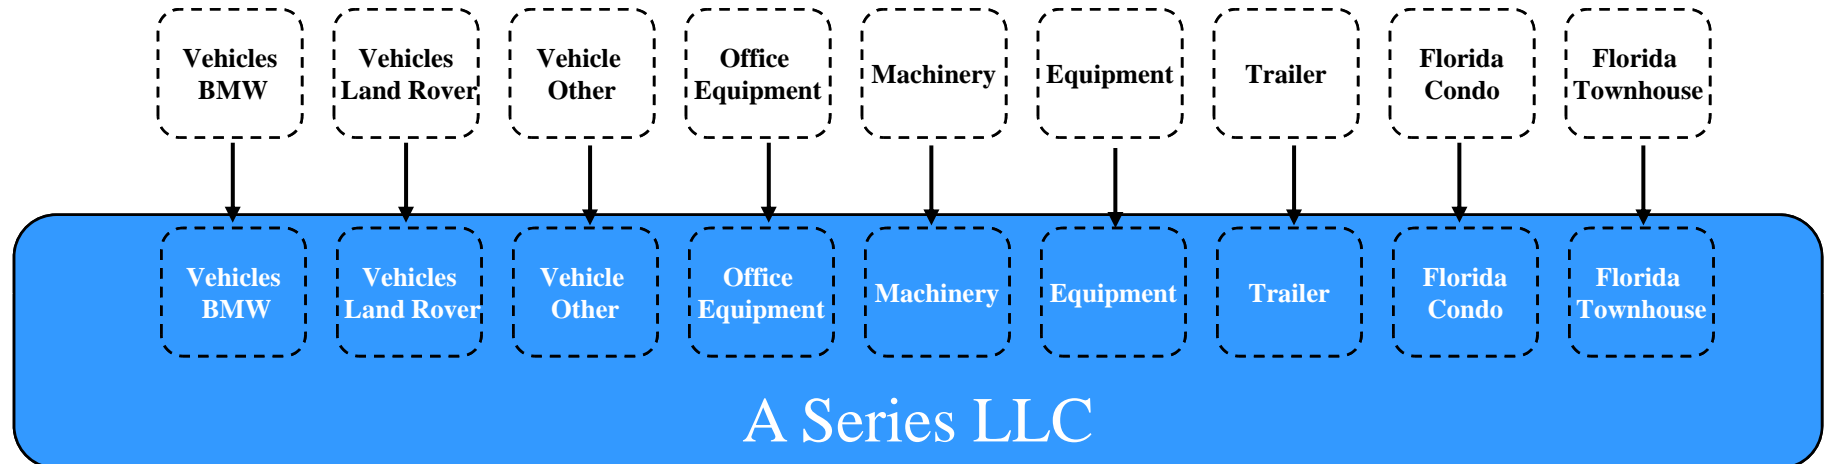 Vehicles
BMW
Vehicles
Land Rover
Vehicle
Other
Office
Equipment
Machinery
Equipment
Trailer
Florida
Condo
Florida
Townhouse
Vehicles
BMW
Vehicles
Land Rover
Vehicle
Other
Office
Equipment
Machinery
Equipment
Trailer
Florida
Condo
Florida
Townhouse
A Series LLC